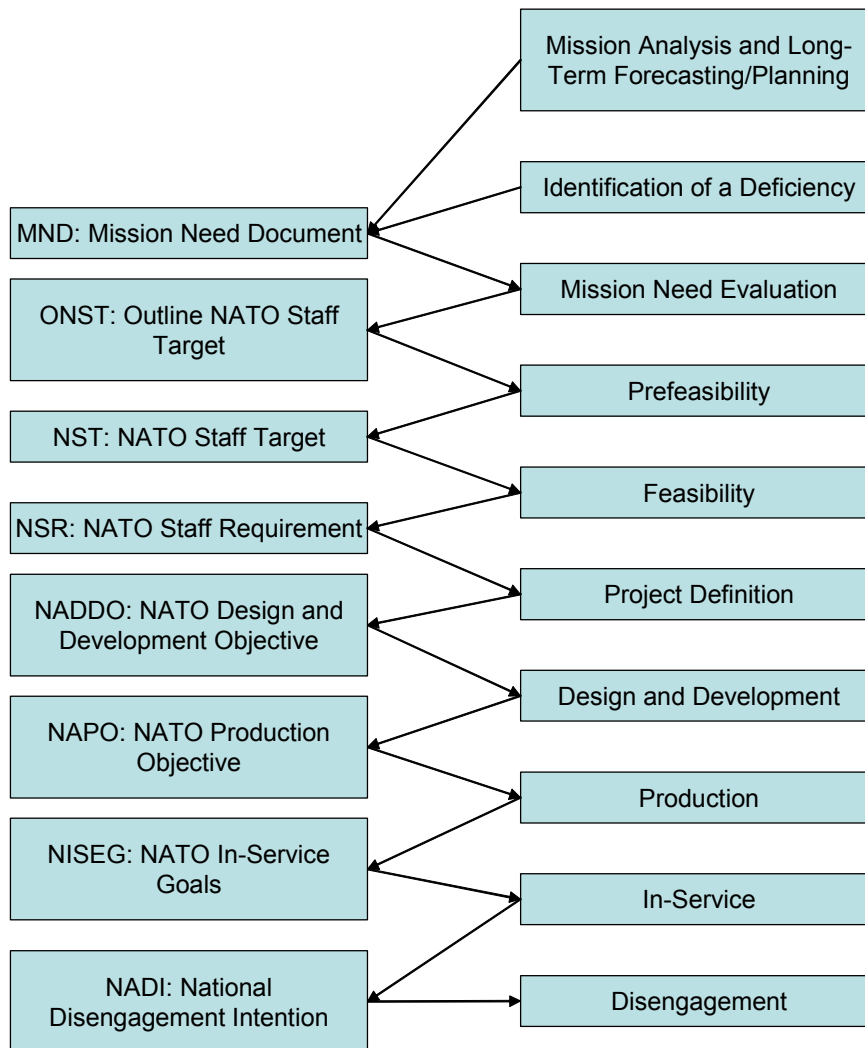 Mission Analysis and Long-
Term Forecasting/Planning
Identification of a Deficiency
MND: Mission Need Document
Mission Need Evaluation
ONST: Outline NATO Staff
Target
Prefeasibility
NST: NATO Staff Target
Feasibility
NSR: NATO Staff Requirement
Project Definition
NADDO: NATO Design and
Development Objective
Design and Development
NAPO: NATO Production
Objective
Production
NISEG: NATO In-Service
Goals
In-Service
NADI: National
Disengagement Intention
Disengagement